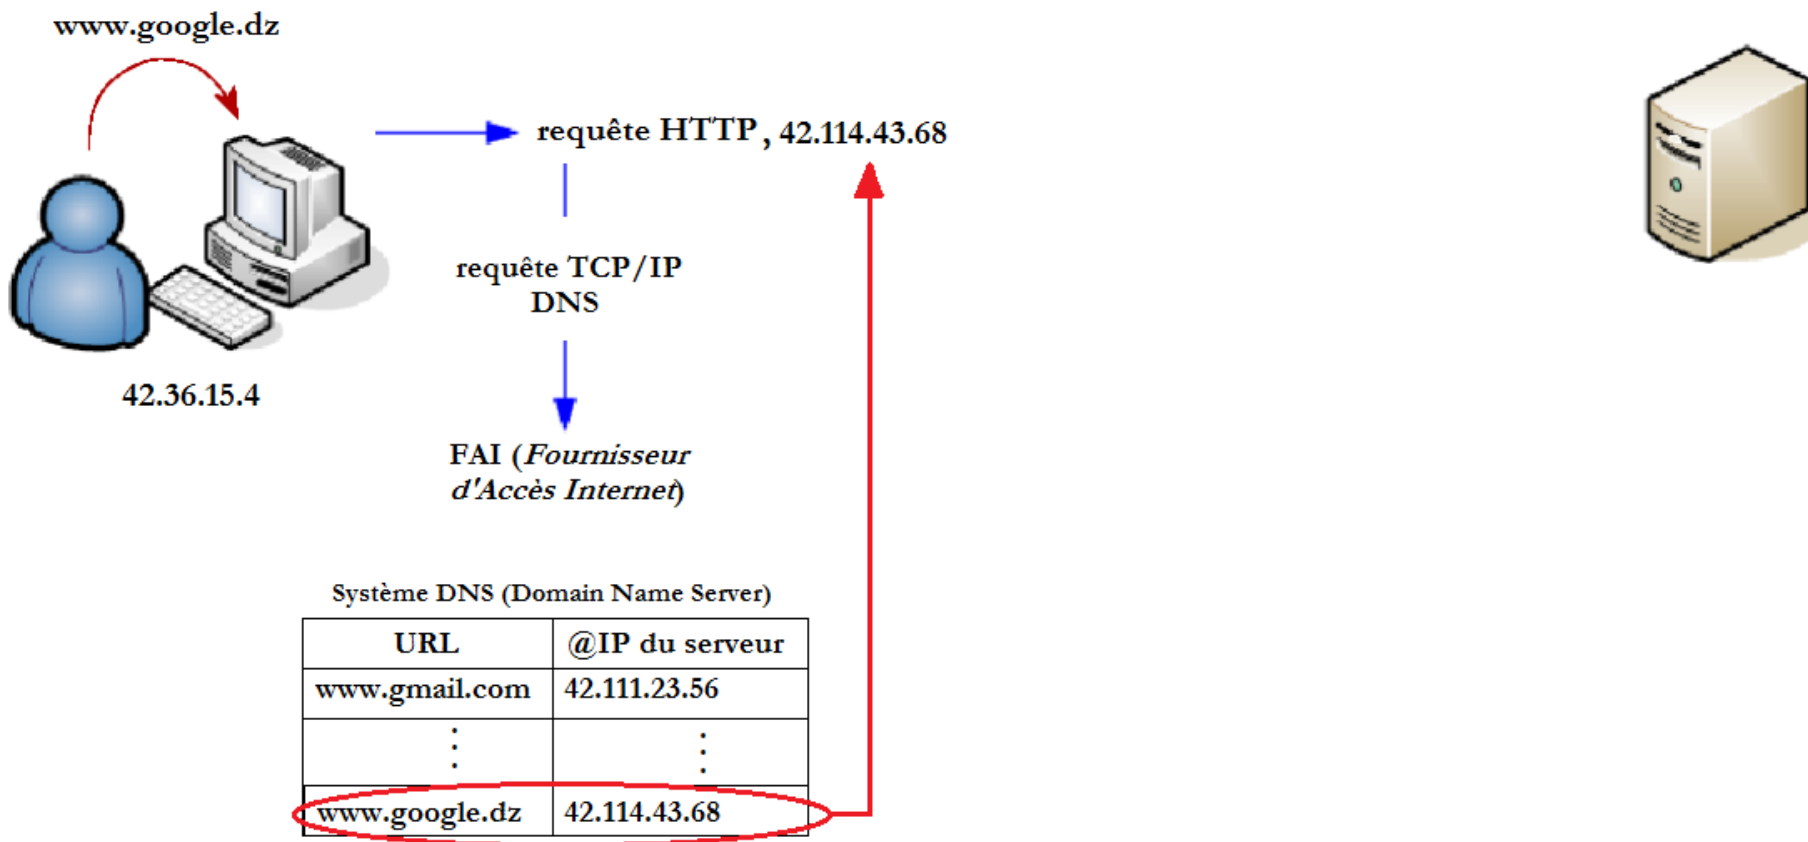 www.google.dz
requête HTTP, 42.114.43.68
requête TCP/IP
DNS
42.36.15.4
FAI (Fournisseur
d'Accès Internet)
Système DNS (Domain Name Server)
URL @IP du serveur
www.gmail.com 42.111.23.56
www.google.dz 42.114.43.68